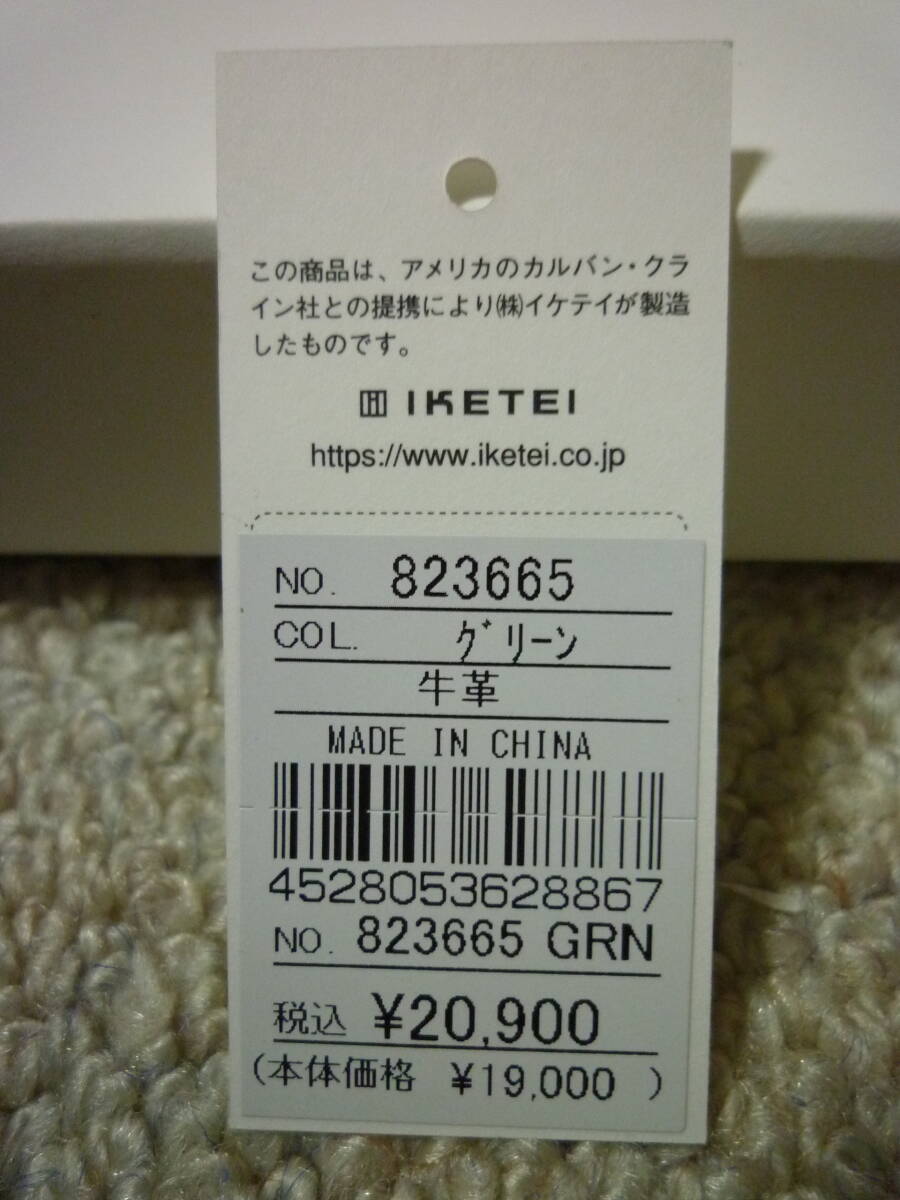 この商品は、アメリカのカルバン・クラ
イン社との提携により㈱イケテイが製造
したものです。
IKETEI
https://www.iketei.co.jp
NO. 823665
COL. グリーン
牛革
MADE IN CHINA
4528053628867
NO. 823665 GRN
税込 ¥20,900
(本体価格 ¥19,000 )